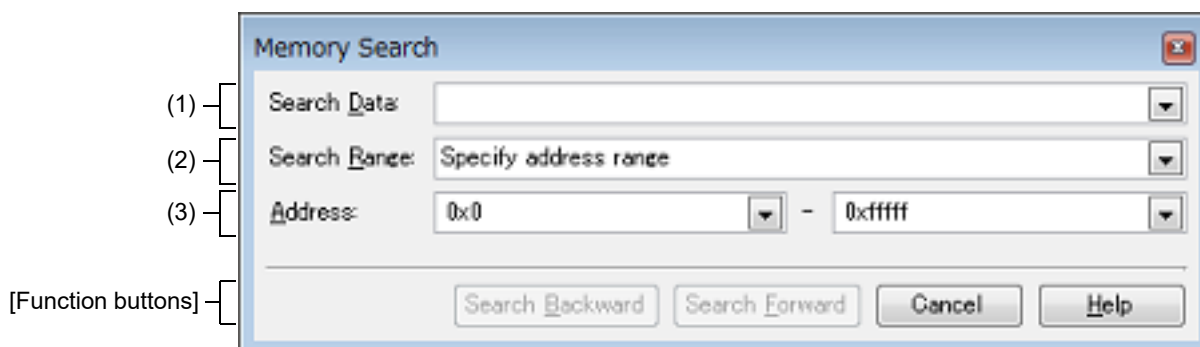 Memory Search
(1) Search Data:
(2) Search Range: Specify address range
(3) Address: 0x0 - 0xfffff
[Function buttons] Search Backward Search Forward Cancel Help